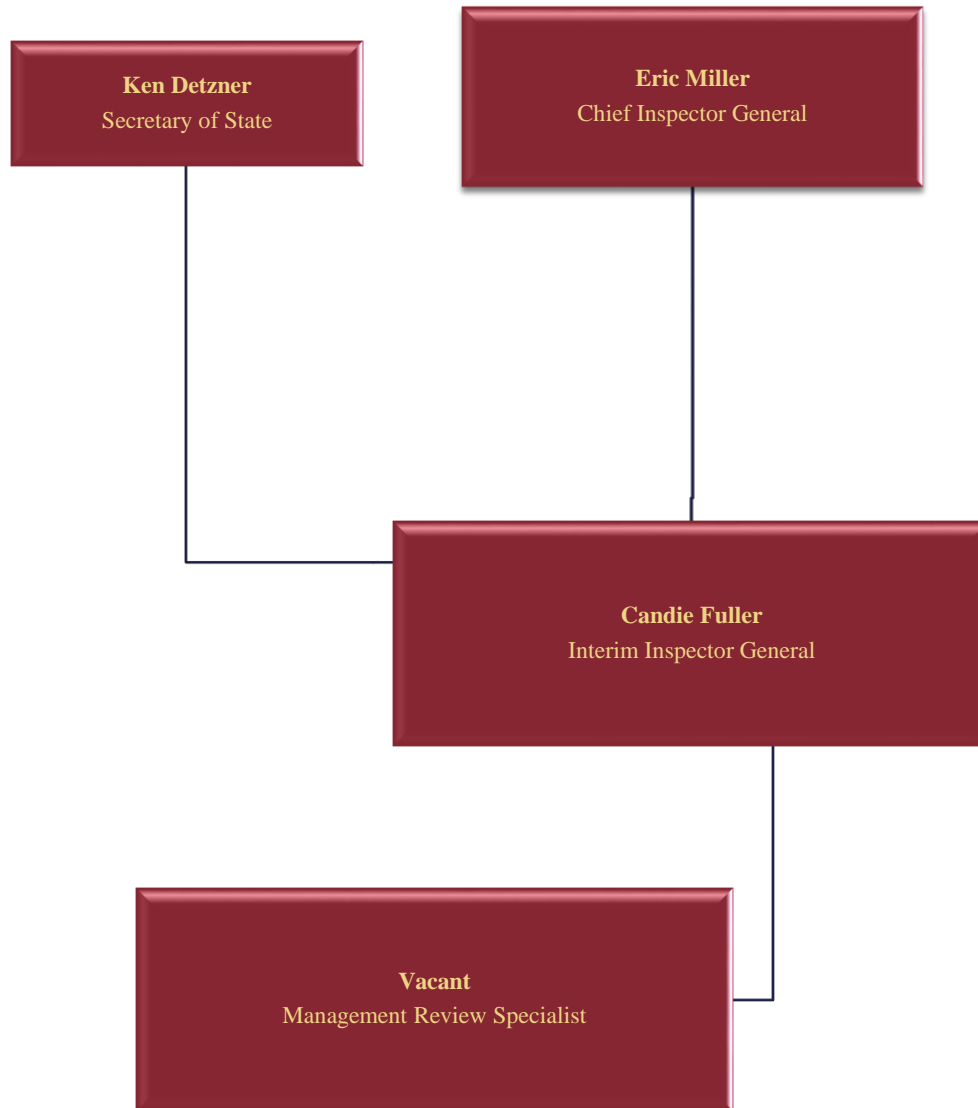 Ken Detzner
Secretary of State
Eric Miller
Chief Inspector General
Candie Fuller
Interim Inspector General
Vacant
Management Review Specialist